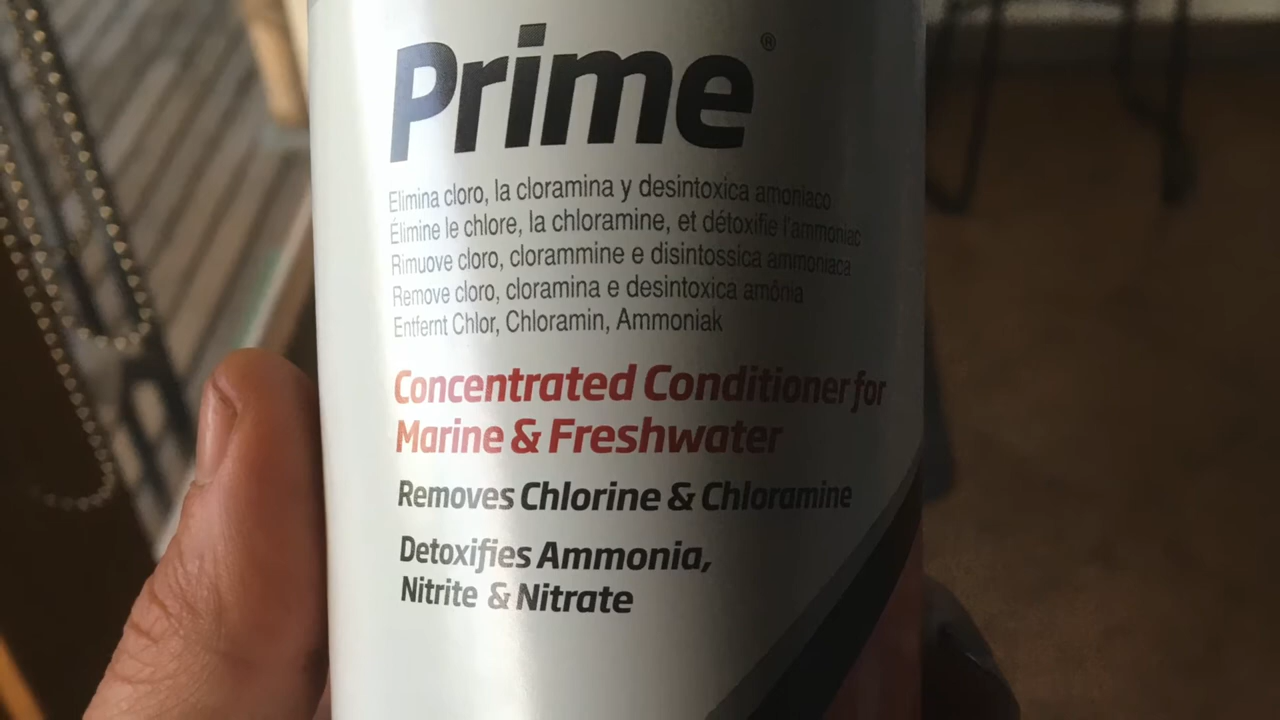 Prime®
Elimina cloro, la cloramina y desintoxica amoniaco
Élimine le chlore, la chloramine, et détoxifie l'ammoniac
Rimuove cloro, clorammine e disintossica ammoniaca
Remove cloro, cloramina e desintoxica amônia
Entfernt Chlor, Chloramin, Ammoniak
Concentrated Conditioner for
Marine & Freshwater
Removes Chlorine & Chloramine
Detoxifies Ammonia,
Nitrite & Nitrate